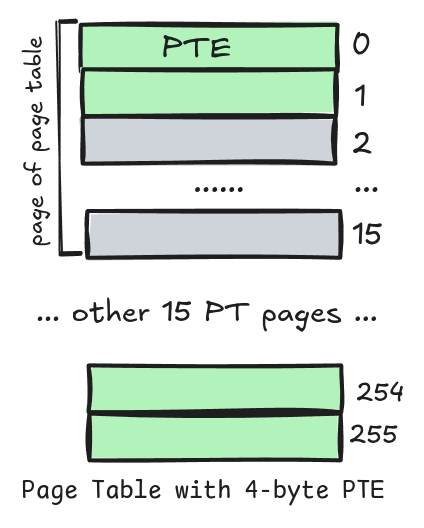 PTE 0
1
2
...... ...
15
page of page table
... other 15 PT pages ...
254
255
Page Table with 4-byte PTE